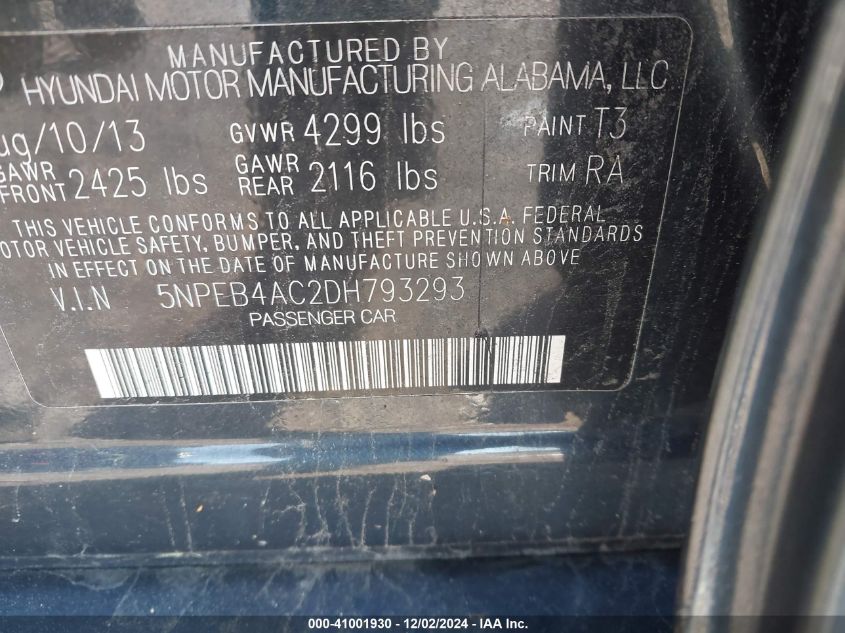 MANUFACTURED BY
HYUNDAI MOTOR MANUFACTURING ALABAMA, LLC
ug/10/13 GVWR 4299 lbs PAINT T3
GAWR FRONT 2425 lbs GAWR REAR 2116 lbs TRIM RA
THIS VEHICLE CONFORMS TO ALL APPLICABLE U.S.A. FEDERAL
OTOR VEHICLE SAFETY, BUMPER, AND THEFT PREVENTION STANDARDS
IN EFFECT ON THE DATE OF MANUFACTURE SHOWN ABOVE
V.I.N 5NPEB4AC2DH793293
PASSENGER CAR
000-41001930 - 12/02/2024 - IAA Inc.